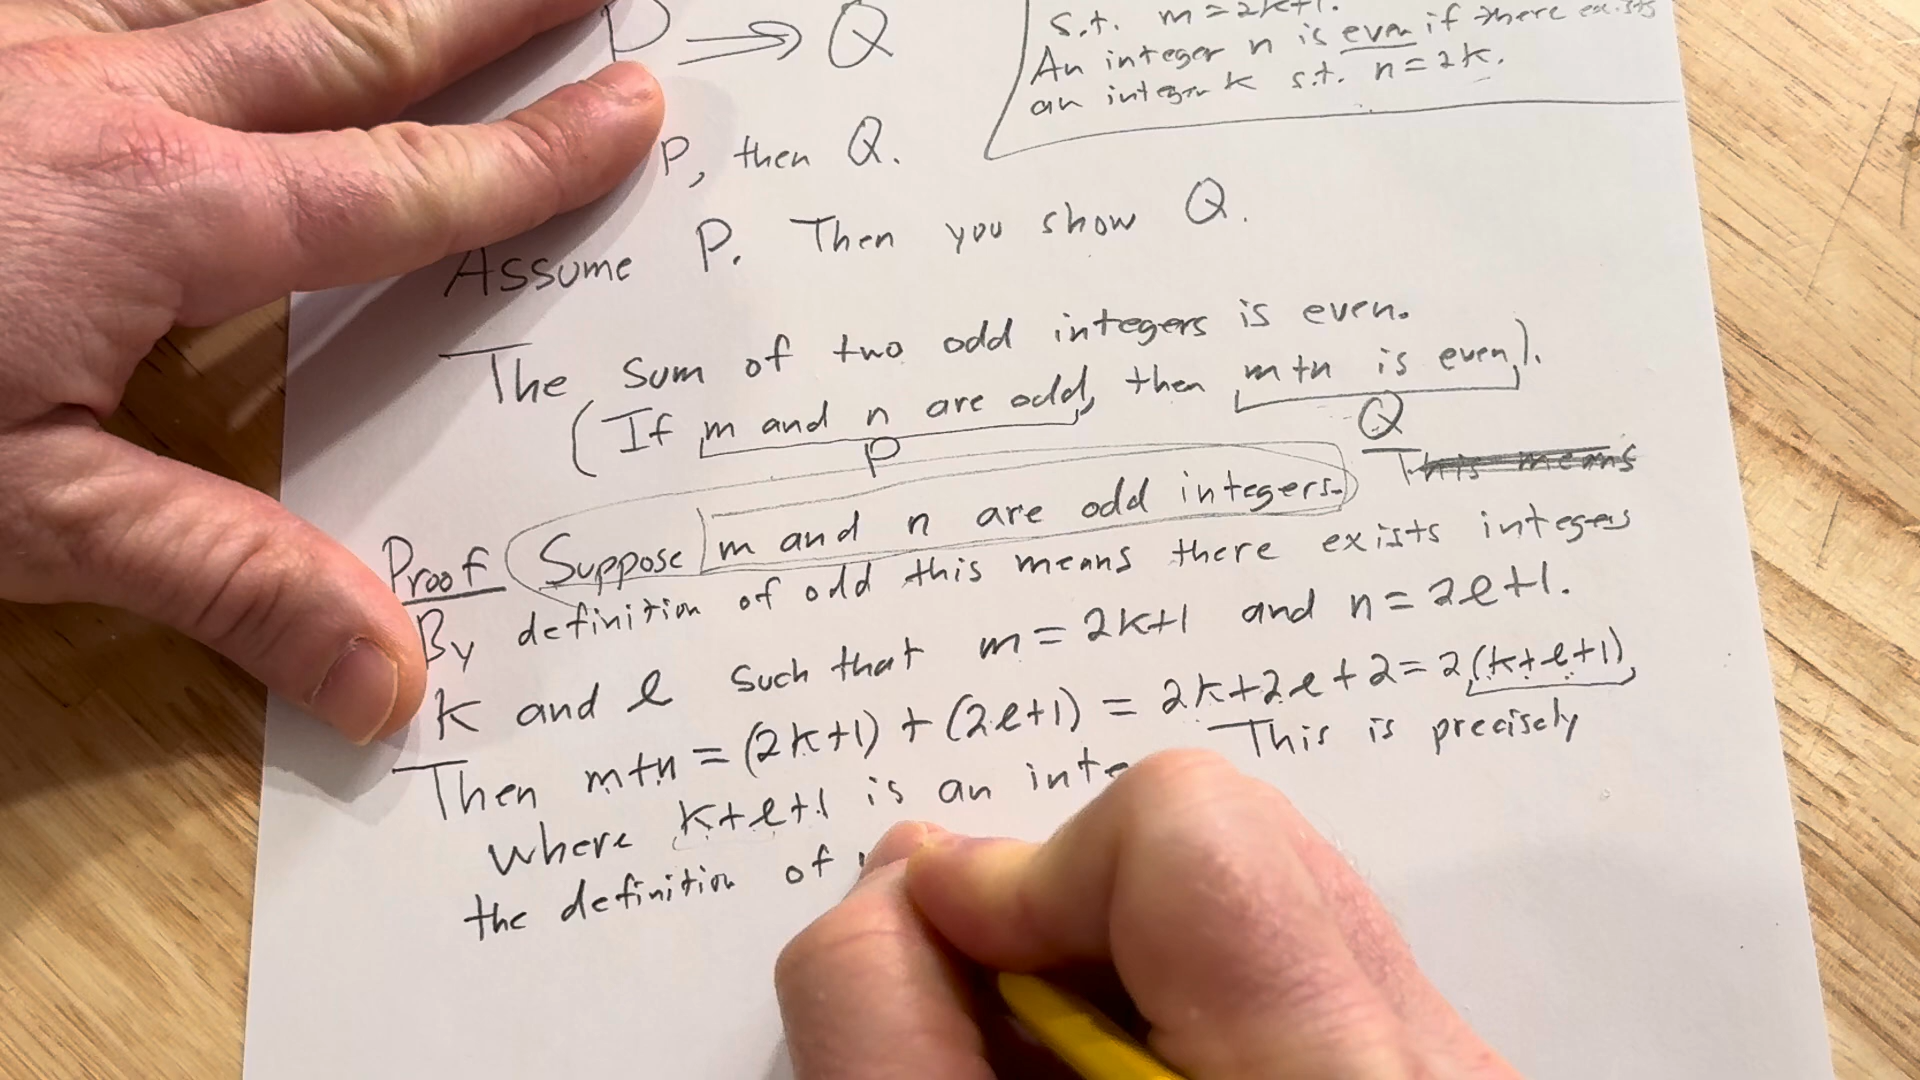 P ⟹ Q
s.t. m = 2k+1.
An integer n is even if there exists
an integer k s.t. n = 2k.
P, then Q.
Assume P. Then you show Q.
The sum of two odd integers is even.
(If m and n are odd, then m+n is even).
P
Q
Proof Suppose m and n are odd integers. This means
By definition of odd this means there exists integers
k and ℓ such that m = 2k+1 and n = 2ℓ+1.
Then m+n = (2k+1) + (2ℓ+1) = 2k+2ℓ+2 = 2(k+ℓ+1),
where k+ℓ+1 is an inte This is precisely
the definition of